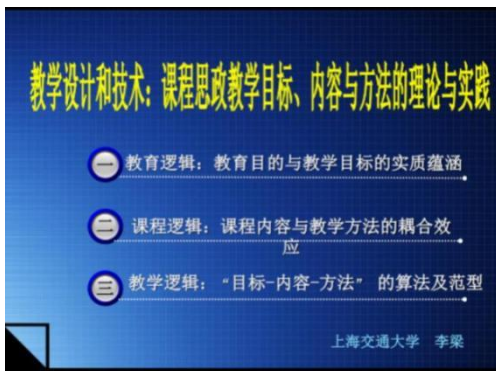 教学设计和技术：课程思政教学目标、内容与方法的理论与实践
一 教育逻辑：教育目的与教学目标的实质蕴涵
二 课程逻辑：课程内容与教学方法的耦合效
应
三 教学逻辑：“目标-内容-方法” 的算法及范型
上海交通大学 李梁